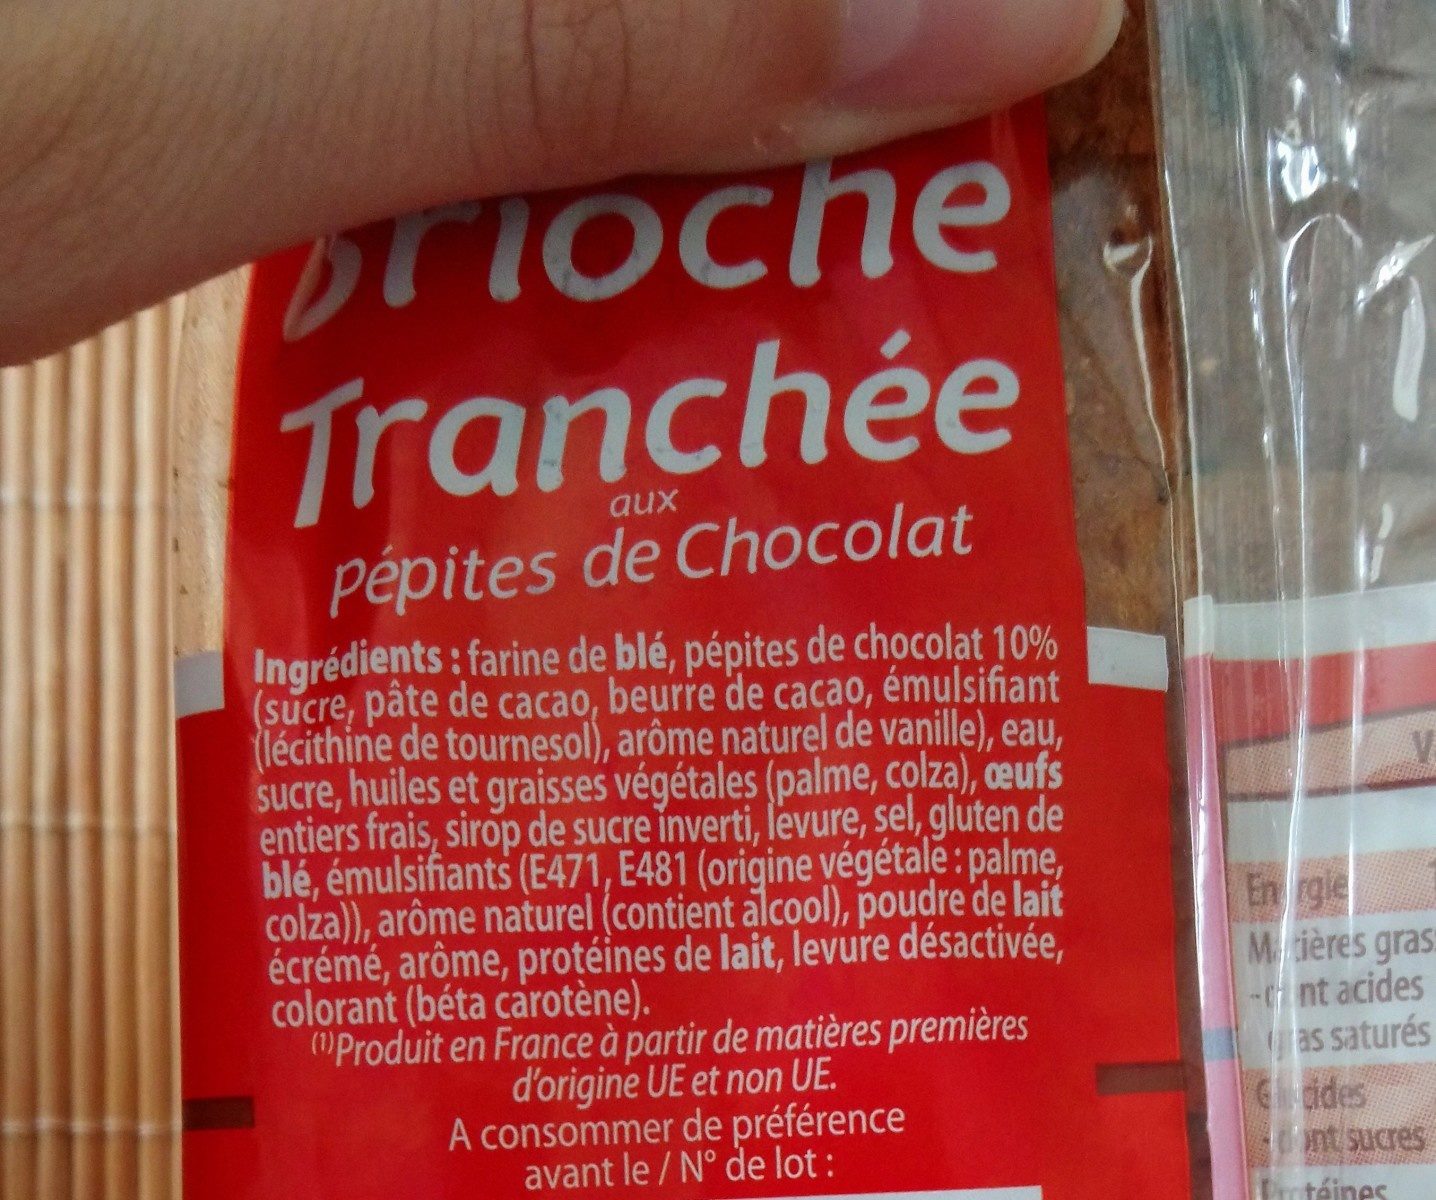 Brioche
Tranchée
aux
Pépites de Chocolat
Ingrédients : farine de blé, pépites de chocolat 10%
(sucre, pâte de cacao, beurre de cacao, émulsifiant
(lécithine de tournesol), arôme naturel de vanille), eau,
sucre, huiles et graisses végétales (palme, colza), œufs
entiers frais, sirop de sucre inverti, levure, sel, gluten de
blé, émulsifiants (E471, E481 (origine végétale : palme,
colza)), arôme naturel (contient alcool), poudre de lait
écrémé, arôme, protéines de lait, levure désactivée,
colorant (béta carotène).
(1)Produit en France à partir de matières premières
d'origine UE et non UE.
A consommer de préférence
avant le / N° de lot :
Energie
Matières gras
- dont acides
gras saturés
Glucides
- dont sucres
Protéines